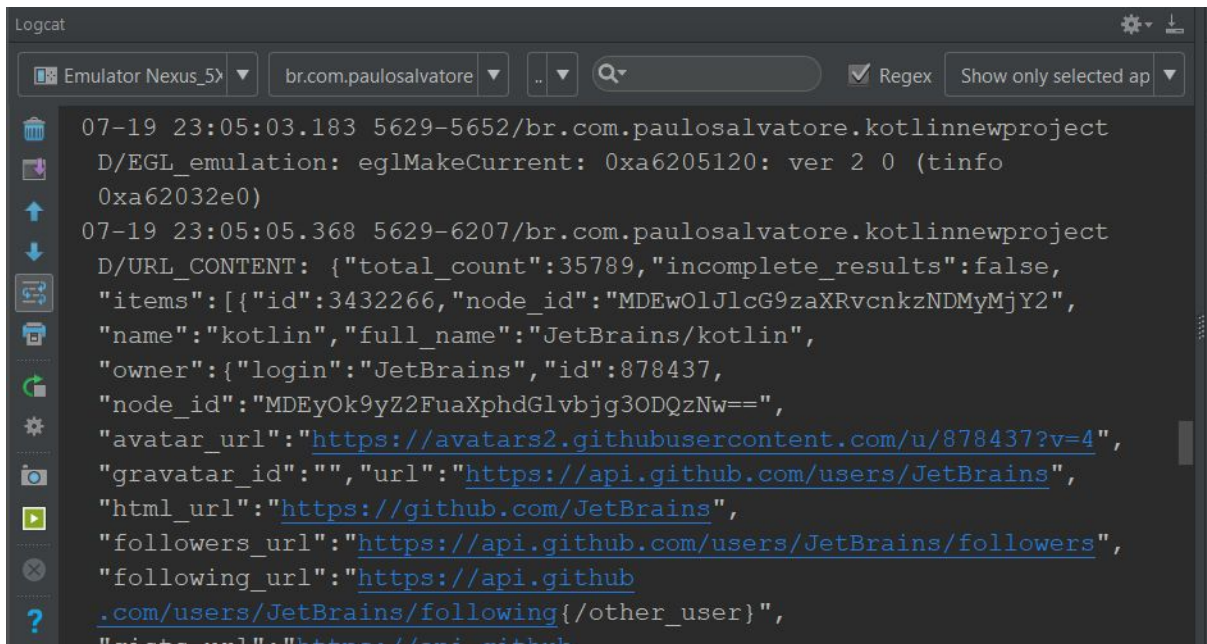 Logcat
Emulator Nexus_5X br.com.paulosalvatore .. Regex Show only selected ap
07-19 23:05:03.183 5629-5652/br.com.paulosalvatore.kotlinnewproject
D/EGL_emulation: eglMakeCurrent: 0xa6205120: ver 2 0 (tinfo
0xa62032e0)
07-19 23:05:05.368 5629-6207/br.com.paulosalvatore.kotlinnewproject
D/URL_CONTENT: {"total_count":35789,"incomplete_results":false,
"items":[{"id":3432266,"node_id":"MDEwOlJlcG9zaXRvcnkzNDMyMjY2",
"name":"kotlin","full_name":"JetBrains/kotlin",
"owner":{"login":"JetBrains","id":878437,
"node_id":"MDEyOk9yZ2FuaXphdGlvbjg3ODQzNw==",
"avatar_url":"https://avatars2.githubusercontent.com/u/878437?v=4",
"gravatar_id":"","url":"https://api.github.com/users/JetBrains",
"html_url":"https://github.com/JetBrains",
"followers_url":"https://api.github.com/users/JetBrains/followers",
"following_url":"https://api.github
.com/users/JetBrains/following{/other_user}",